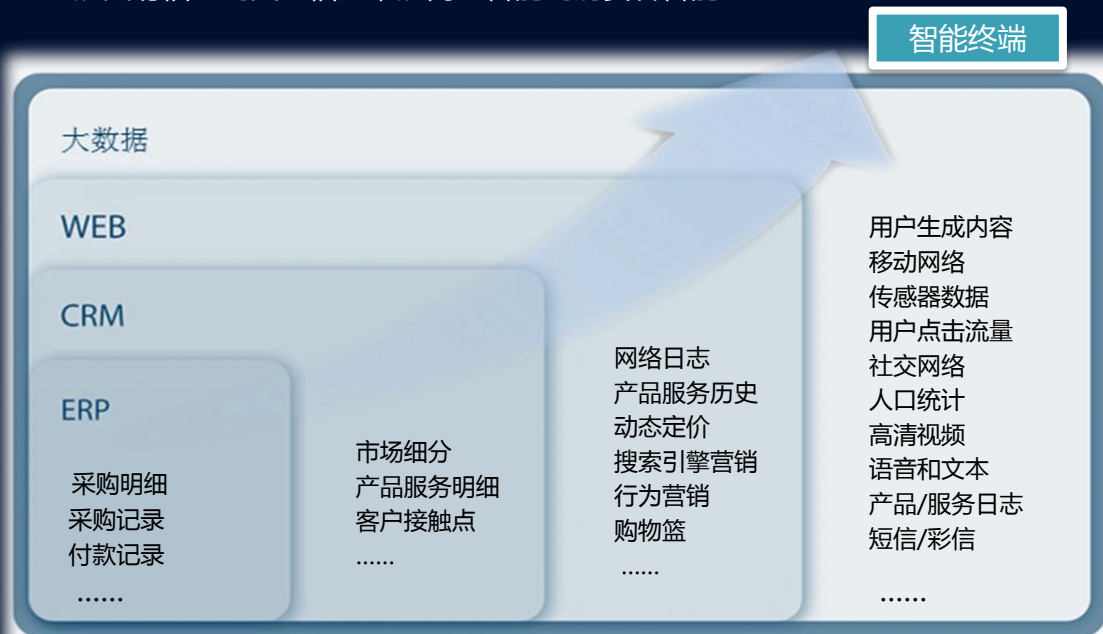 智能终端
大数据
WEB
CRM
ERP
采购明细
采购记录
付款记录
......
市场细分
产品服务明细
客户接触点
......
网络日志
产品服务历史
动态定价
搜索引擎营销
行为营销
购物篮
......
用户生成内容
移动网络
传感器数据
用户点击流量
社交网络
人口统计
高清视频
语音和文本
产品/服务日志
短信/彩信
......